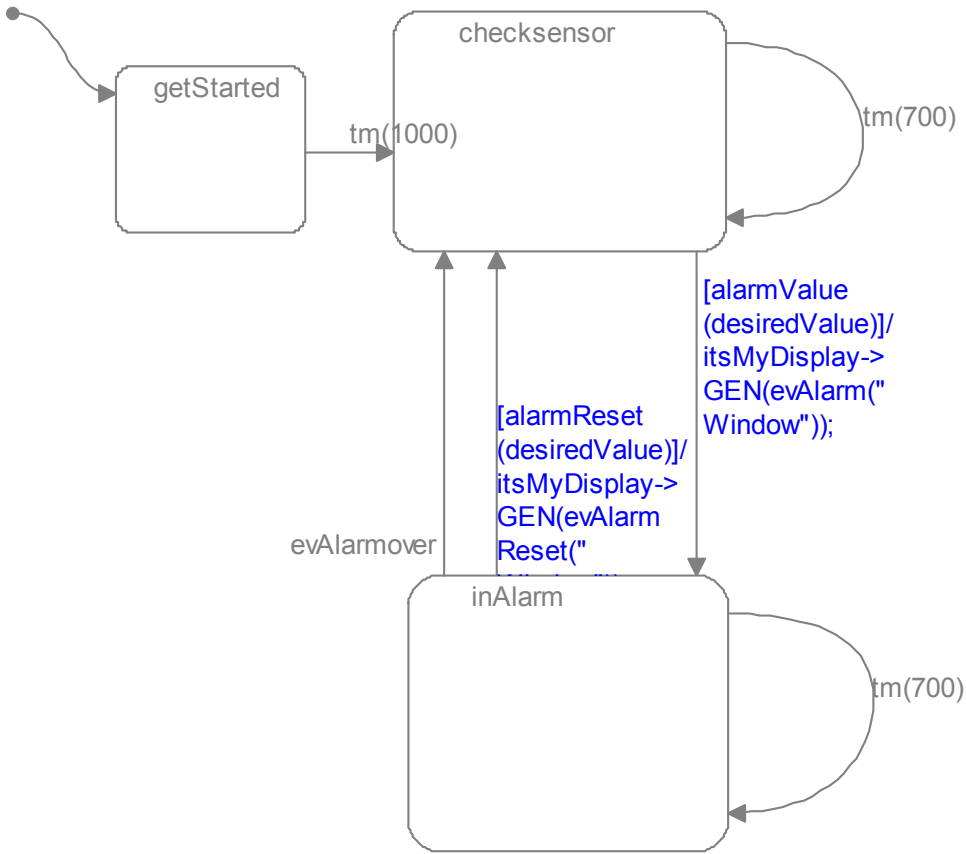 checksensor
getStarted
tm(1000)
tm(700)
[alarmValue
(desiredValue)]/
itsMyDisplay->
GEN(evAlarm("
Window"));
[alarmReset
(desiredValue)]/
itsMyDisplay->
GEN(evAlarm
Reset("
evAlarmover
inAlarm
tm(700)